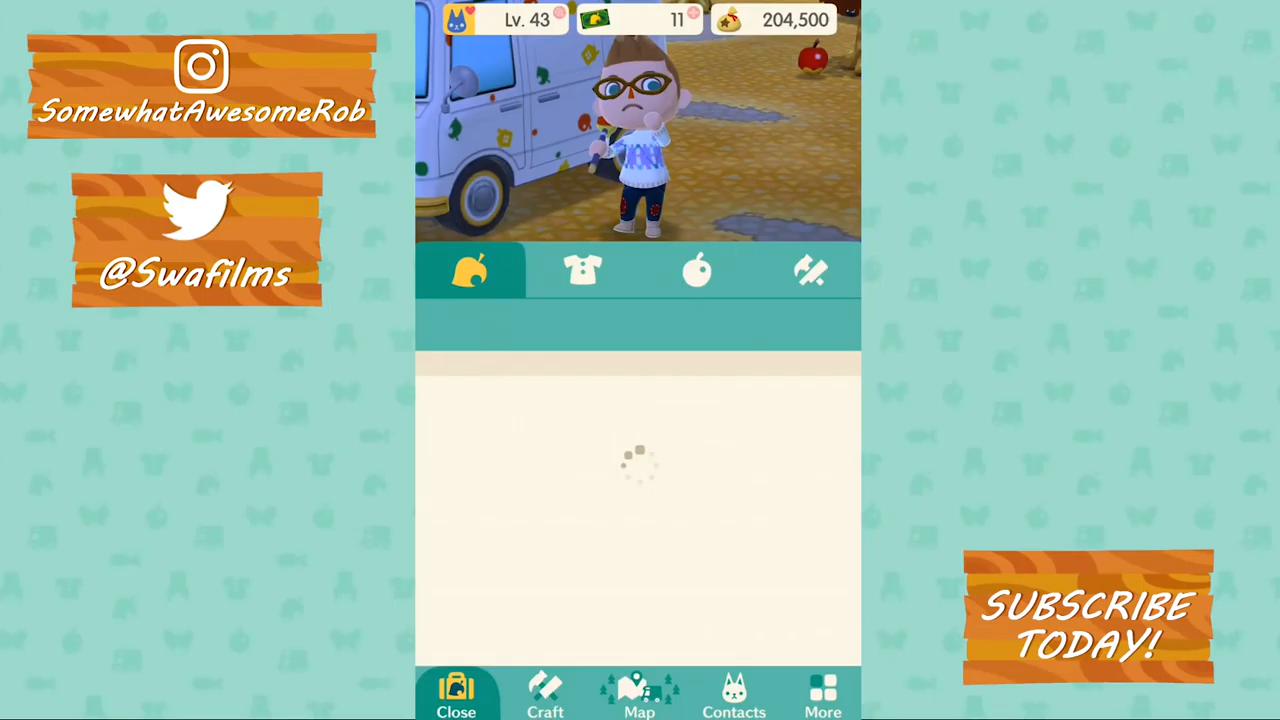 Lv. 43
11
204,500
SomewhatAwesomeRob
@Swafilms
SUBSCRIBE
TODAY!
Close
Craft
Map
Contacts
More